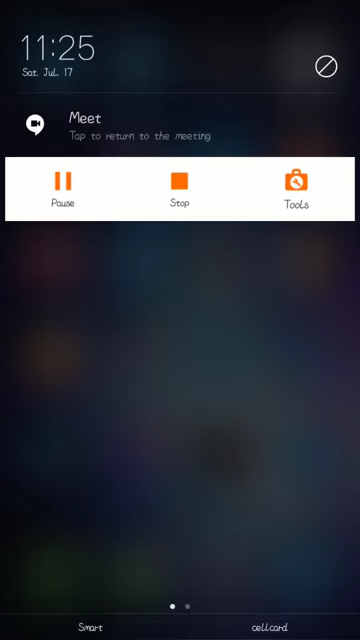 11:25
Sat. Jul. 17
Meet
Tap to return to the meeting
Pause
Stop
Tools
Smart
cellcard